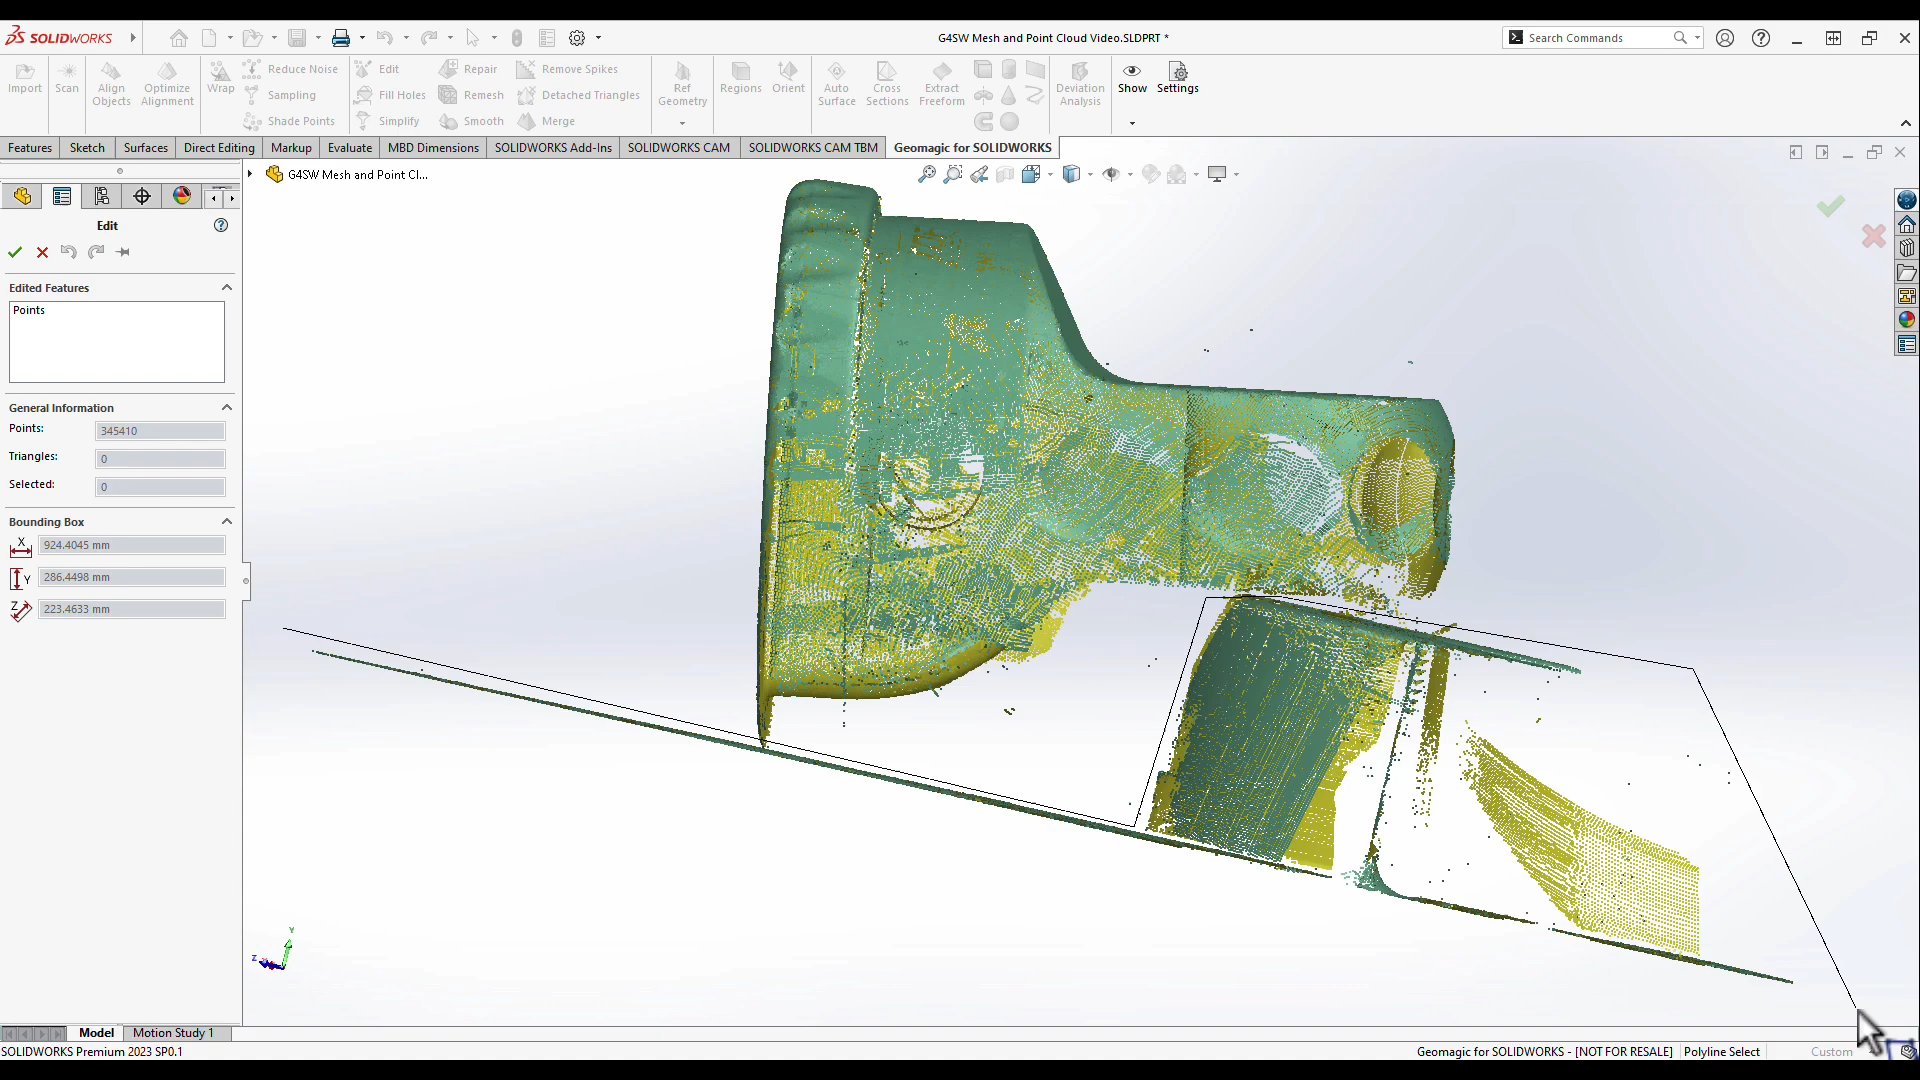 SOLIDWORKS
G4SW Mesh and Point Cloud Video.SLDPRT *
Search Commands
Import
Scan
Align Objects
Optimize Alignment
Wrap
Reduce Noise
Sampling
Shade Points
Edit
Fill Holes
Simplify
Repair
Remesh
Smooth
Remove Spikes
Detached Triangles
Merge
Ref Geometry
Regions
Orient
Auto Surface
Cross Sections
Extract Freeform
Deviation Analysis
Show
Settings
Features
Sketch
Surfaces
Direct Editing
Markup
Evaluate
MBD Dimensions
SOLIDWORKS Add-Ins
SOLIDWORKS CAM
SOLIDWORKS CAM TBM
Geomagic for SOLIDWORKS
G4SW Mesh and Point Cl...
Edit
Edited Features
Points
General Information
Points: 345410
Triangles: 0
Selected: 0
Bounding Box
X 924.4045 mm
Y 286.4498 mm
Z 223.4633 mm
Y
Z
Model
Motion Study 1
SOLIDWORKS Premium 2023 SP0.1
Geomagic for SOLIDWORKS - [NOT FOR RESALE]
Polyline Select
Custom